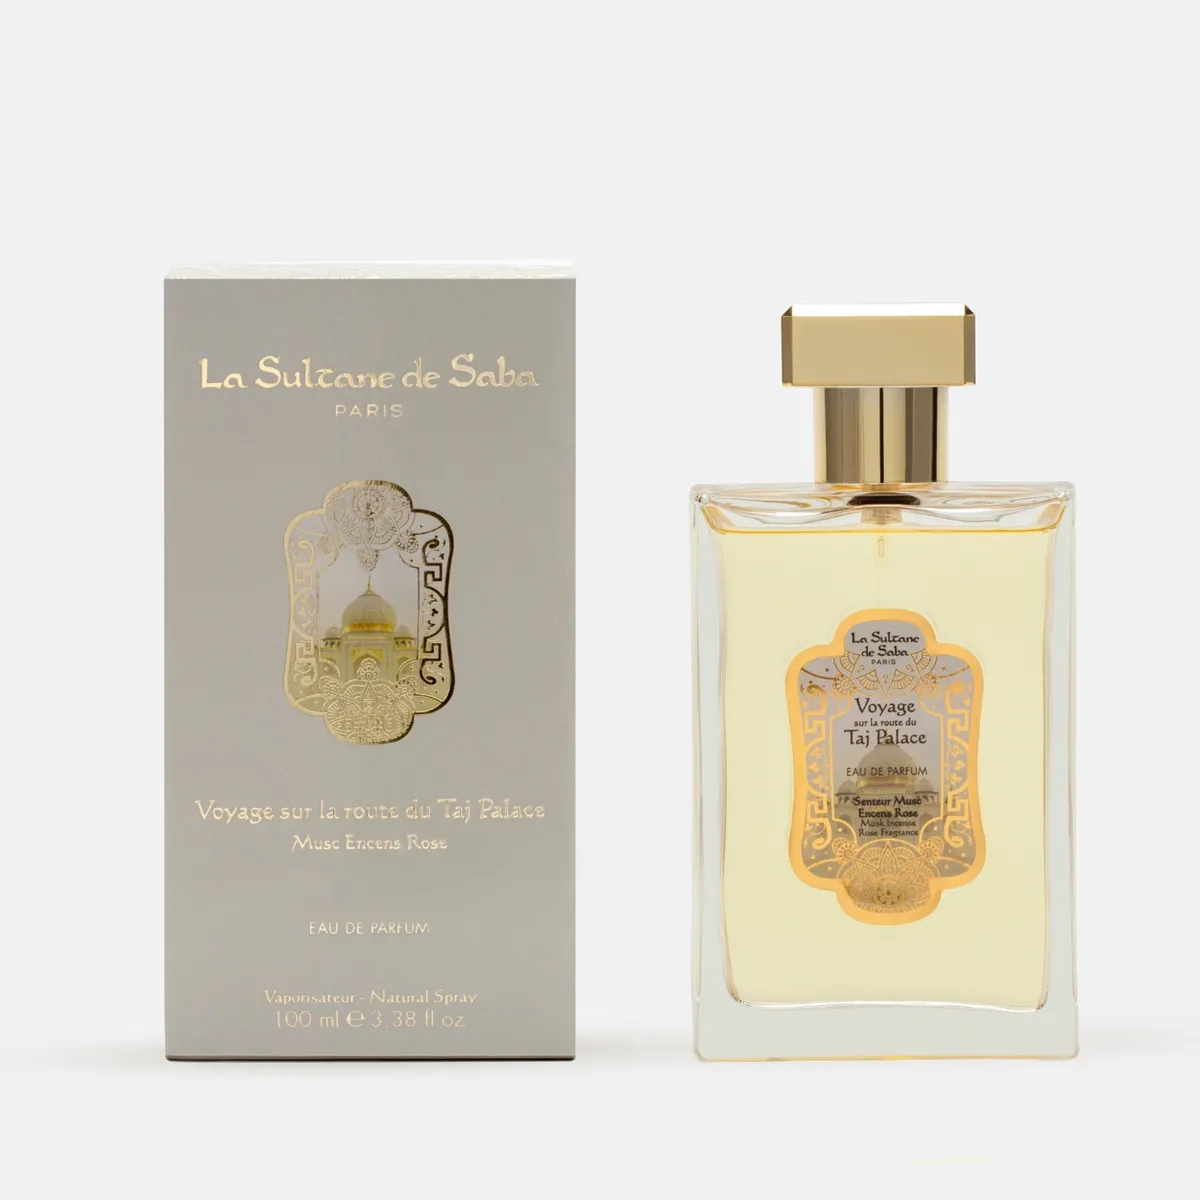 La Sultane de Saba
PARIS
Voyage sur la route du Taj Palace
Musc Encens Rose
EAU DE PARFUM
Vaporisateur - Natural Spray
100 ml ℮ 3,38 fl oz
La Sultane
de Saba
PARIS
Voyage
sur la route du
Taj Palace
EAU DE PARFUM
Senteur Musc
Encens Rose
Musk Incense
Rose Fragrance